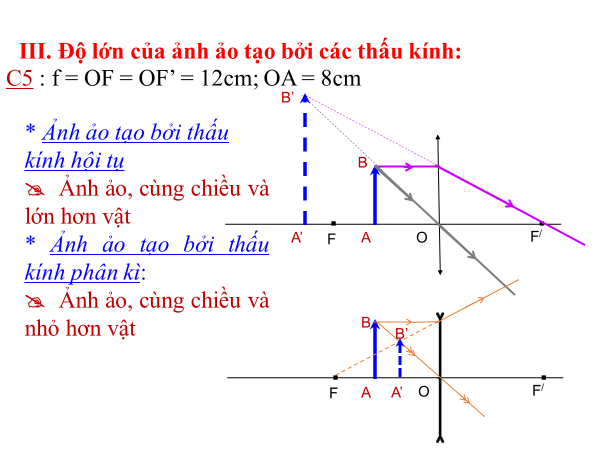 III. Độ lớn của ảnh ảo tạo bởi các thấu kính:
C5 : f = OF = OF’ = 12cm; OA = 8cm
* Ảnh ảo tạo bởi thấu
kính hội tụ
Ảnh ảo, cùng chiều và
lớn hơn vật
* Ảnh ảo tạo bởi thấu
kính phân kì:
Ảnh ảo, cùng chiều và
nhỏ hơn vật
B’
B
A’ F A O F/
B B’
F A A’ O F/